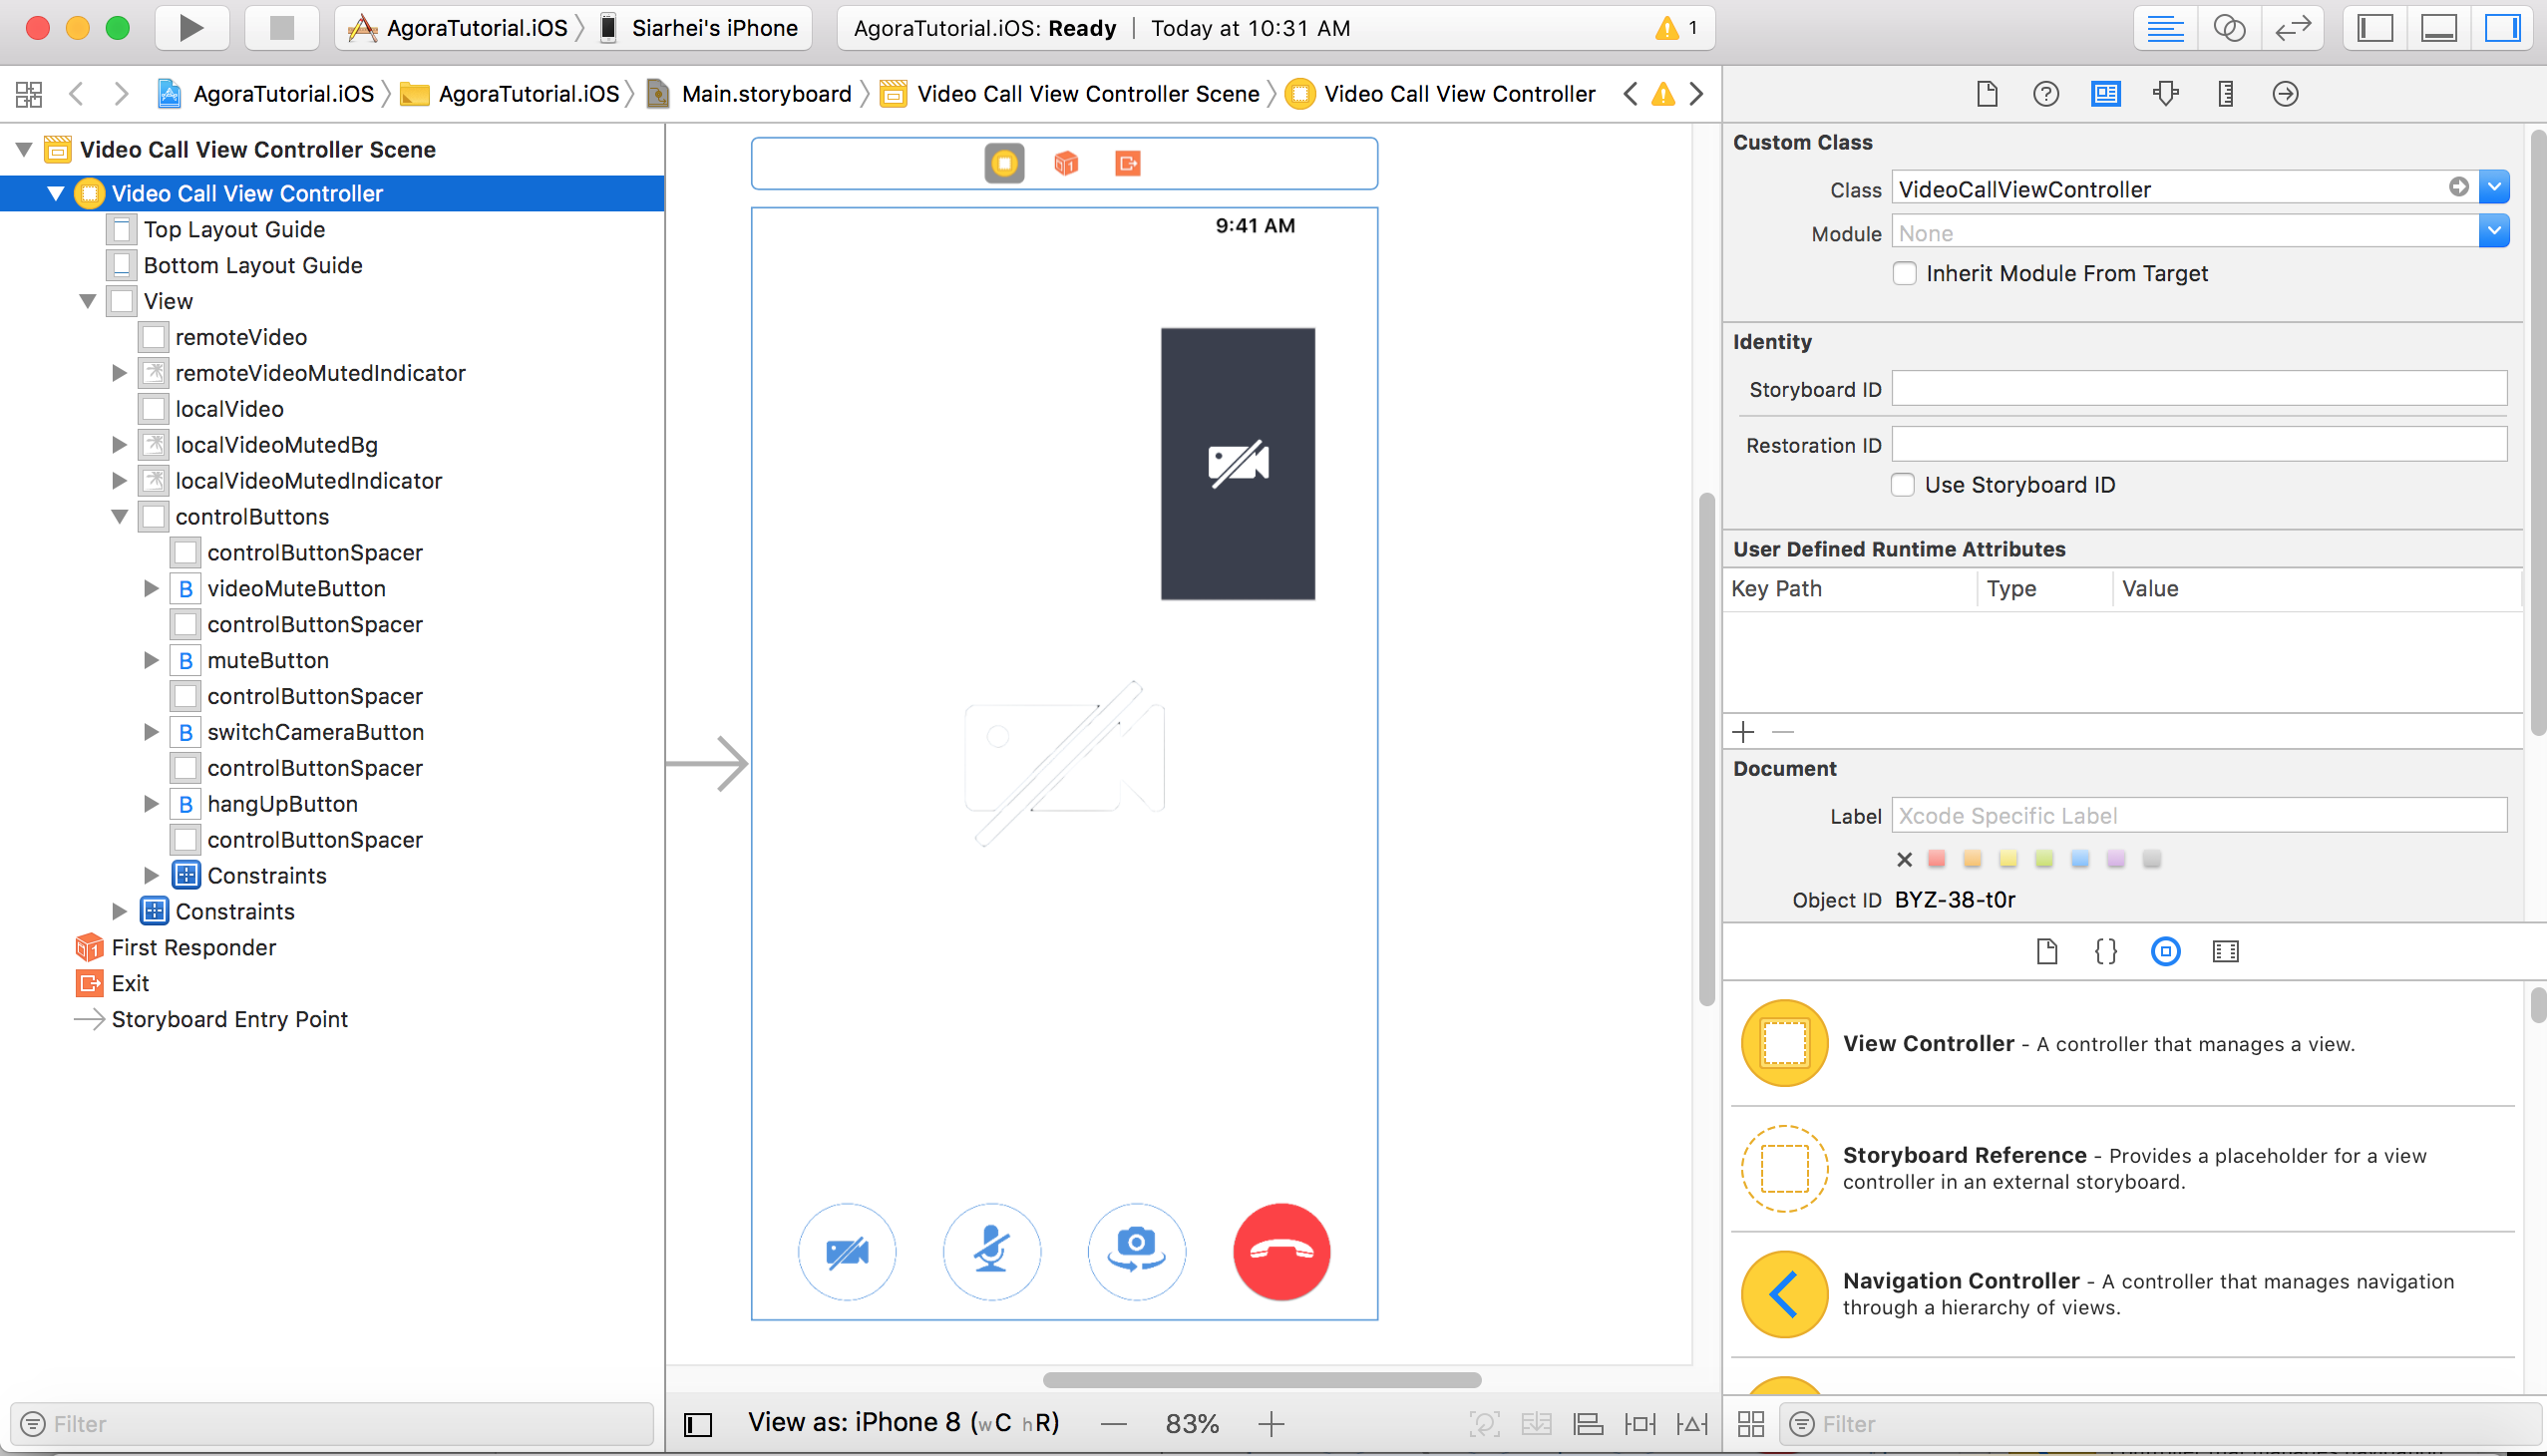 AgoraTutorial.iOS
Siarhei's iPhone
AgoraTutorial.iOS: Ready
Today at 10:31 AM
1
AgoraTutorial.iOS
AgoraTutorial.iOS
Main.storyboard
Video Call View Controller Scene
Video Call View Controller
Video Call View Controller Scene
Video Call View Controller
Top Layout Guide
Bottom Layout Guide
View
remoteVideo
remoteVideoMutedIndicator
localVideo
localVideoMutedBg
localVideoMutedIndicator
controlButtons
controlButtonSpacer
B videoMuteButton
controlButtonSpacer
B muteButton
controlButtonSpacer
B switchCameraButton
controlButtonSpacer
B hangUpButton
controlButtonSpacer
Constraints
Constraints
First Responder
Exit
Storyboard Entry Point
Filter
9:41 AM
View as: iPhone 8 (wC hR)
83%
Custom Class
Class VideoCallViewController
Module None
Inherit Module From Target
Identity
Storyboard ID
Restoration ID
Use Storyboard ID
User Defined Runtime Attributes
Key Path Type Value
Document
Label Xcode Specific Label
Object ID BYZ-38-t0r
View Controller - A controller that manages a view.
Storyboard Reference - Provides a placeholder for a view
controller in an external storyboard.
Navigation Controller - A controller that manages navigation
through a hierarchy of views.
Filter